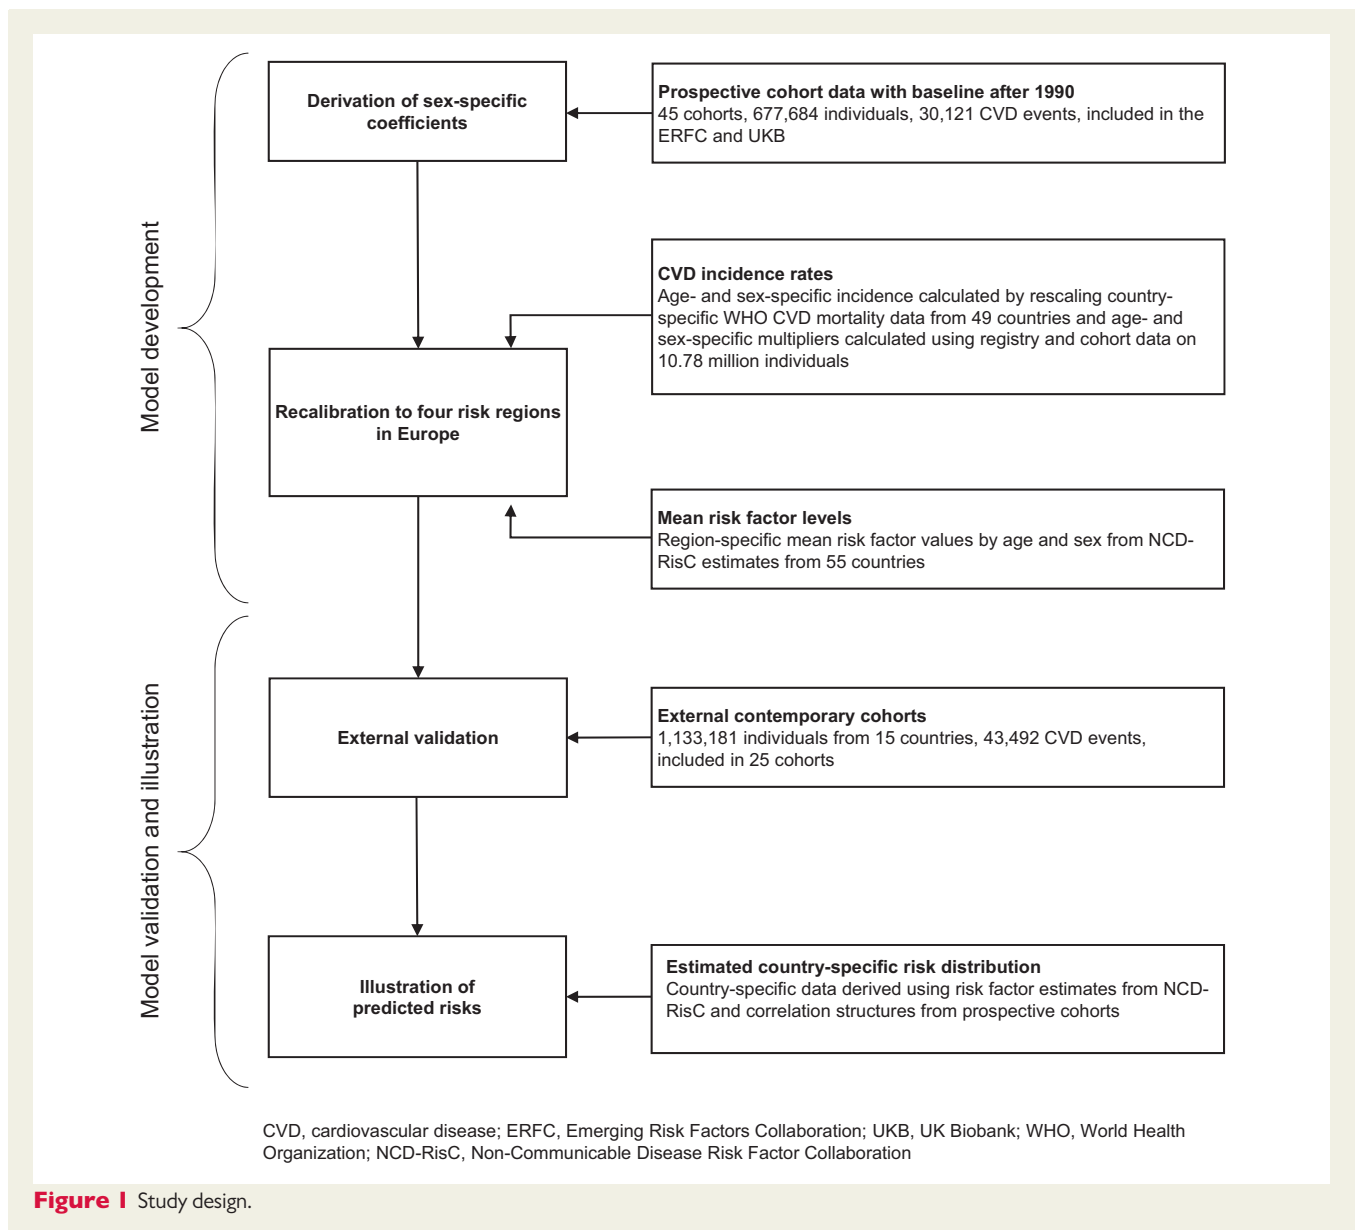 Model development
Derivation of sex-specific
coefficients
Prospective cohort data with baseline after 1990
45 cohorts, 677,684 individuals, 30,121 CVD events, included in the
ERFC and UKB
CVD incidence rates
Age- and sex-specific incidence calculated by rescaling country-
specific WHO CVD mortality data from 49 countries and age- and
sex-specific multipliers calculated using registry and cohort data on
10.78 million individuals
Recalibration to four risk regions
in Europe
Mean risk factor levels
Region-specific mean risk factor values by age and sex from NCD-
RisC estimates from 55 countries
Model validation and illustration
External validation
External contemporary cohorts
1,133,181 individuals from 15 countries, 43,492 CVD events,
included in 25 cohorts
Illustration of
predicted risks
Estimated country-specific risk distribution
Country-specific data derived using risk factor estimates from NCD-
RisC and correlation structures from prospective cohorts
CVD, cardiovascular disease; ERFC, Emerging Risk Factors Collaboration; UKB, UK Biobank; WHO, World Health
Organization; NCD-RisC, Non-Communicable Disease Risk Factor Collaboration
Figure 1 Study design.